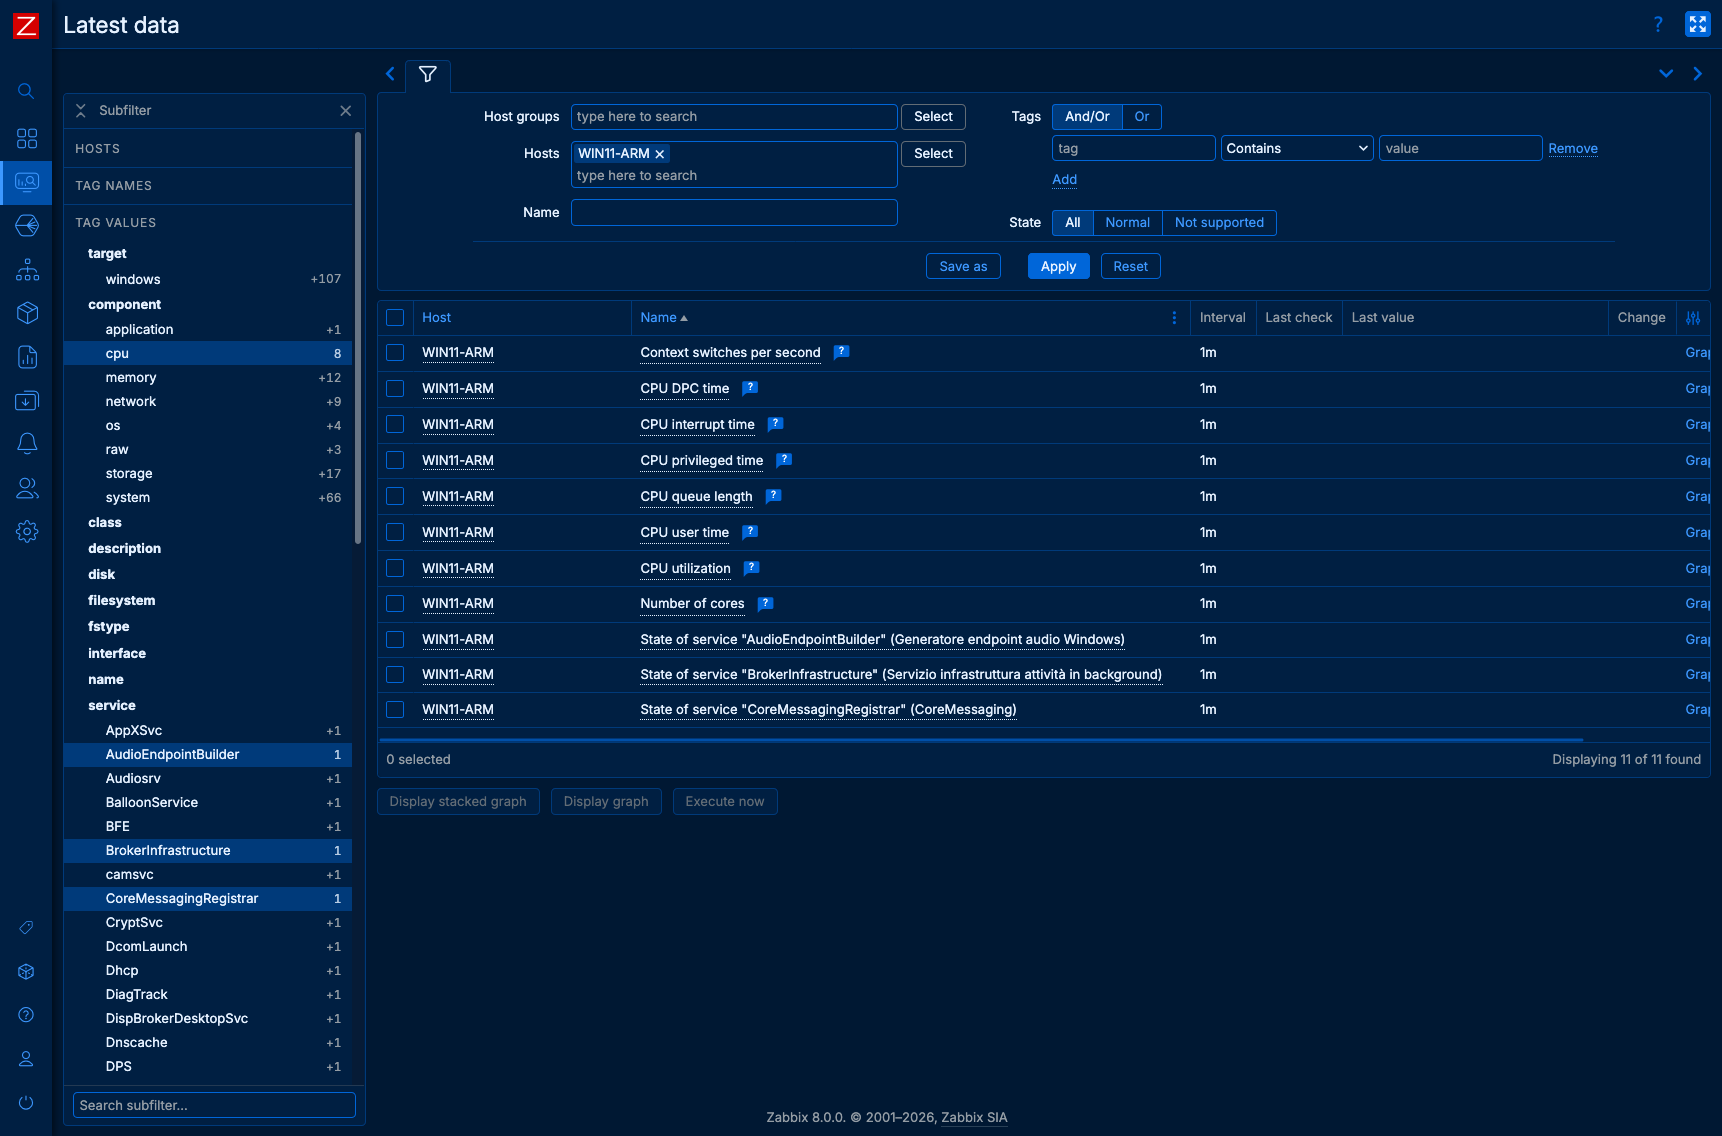 Z
Latest data
?
Subfilter
HOSTS
TAG NAMES
TAG VALUES
target
windows +107
component
application +1
cpu 8
memory +12
network +9
os +4
raw +3
storage +17
system +66
class
description
disk
filesystem
fstype
interface
name
service
AppXSvc +1
AudioEndpointBuilder 1
Audiosrv +1
BalloonService +1
BFE +1
BrokerInfrastructure 1
camsvc +1
CoreMessagingRegistrar 1
CryptSvc +1
DcomLaunch +1
Dhcp +1
DiagTrack +1
DispBrokerDesktopSvc +1
Dnscache +1
DPS +1
Search subfilter...
Host groups type here to search Select
Hosts WIN11-ARM Select
type here to search
Name
Tags And/Or Or
tag Contains value Remove
Add
State All Normal Not supported
Save as Apply Reset
Host Name Interval Last check Last value Change
WIN11-ARM Context switches per second ? 1m Grap
WIN11-ARM CPU DPC time ? 1m Grap
WIN11-ARM CPU interrupt time ? 1m Grap
WIN11-ARM CPU privileged time ? 1m Grap
WIN11-ARM CPU queue length ? 1m Grap
WIN11-ARM CPU user time ? 1m Grap
WIN11-ARM CPU utilization ? 1m Grap
WIN11-ARM Number of cores ? 1m Grap
WIN11-ARM State of service "AudioEndpointBuilder" (Generatore endpoint audio Windows) 1m Grap
WIN11-ARM State of service "BrokerInfrastructure" (Servizio infrastruttura attività in background) 1m Grap
WIN11-ARM State of service "CoreMessagingRegistrar" (CoreMessaging) 1m Grap
0 selected Displaying 11 of 11 found
Display stacked graph Display graph Execute now
Zabbix 8.0.0. © 2001–2026, Zabbix SIA